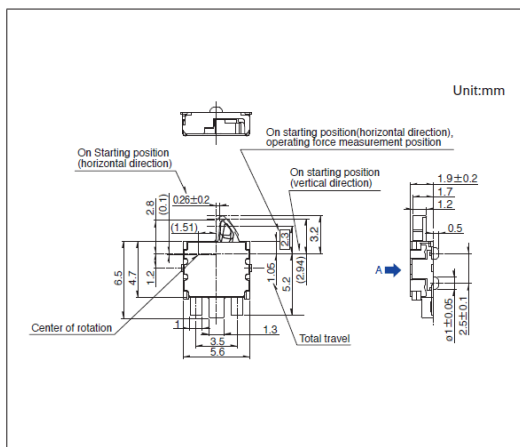 Unit:mm
On starting position(horizontal direction),
operating force measurement position
On Starting position
(horizontal direction)
On starting position
(vertical direction)
1.9±0.2
1.7
1.2
0.5
0.26±0.2
(0.1)
2.8
(1.51)
2.3
3.2
(2.94)
1.05
5.2
6.5
4.7
1.2
A
Center of rotation
1
1.3
Total travel
3.5
5.6
ø1±0.05
2.5±0.1